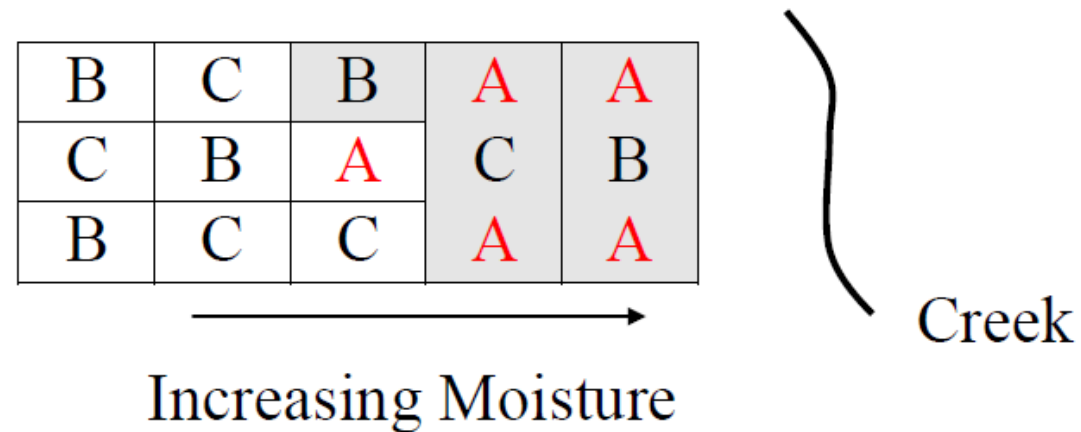 B C B A A
C B A C B
B C C A A
Creek
Increasing Moisture